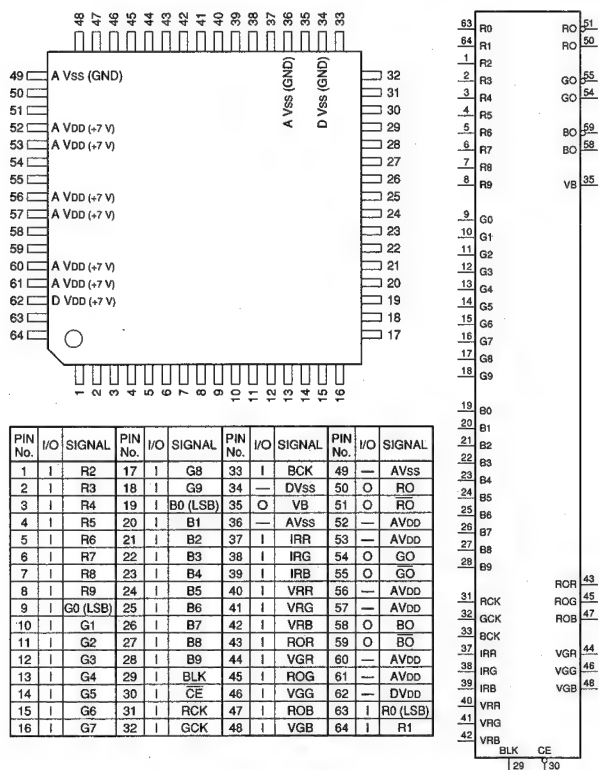 48 47 46 45 44 43 42 41 40 39 38 37 36 35 34 33
49 A VSS (GND)
50
51
52 A VDD (+7 V)
53 A VDD (+7 V)
54
55
56 A VDD (+7 V)
57 A VDD (+7 V)
58
59
60 A VDD (+7 V)
61 A VDD (+7 V)
62 D VDD (+7 V)
63
64
A VSS (GND)
D VSS (GND)
32
31
30
29
28
27
26
25
24
23
22
21
20
19
18
17
1 2 3 4 5 6 7 8 9 10 11 12 13 14 15 16
PIN No. I/O SIGNAL PIN No. I/O SIGNAL PIN No. I/O SIGNAL PIN No. I/O SIGNAL
1 I R2 17 I G8 33 I BCK 49 — AVSS
2 I R3 18 I G9 34 — DVSS 50 O RO
3 I R4 19 I B0 (LSB) 35 O VB 51 O R̅O̅
4 I R5 20 I B1 36 — AVSS 52 — AVDD
5 I R6 21 I B2 37 I IRR 53 — AVDD
6 I R7 22 I B3 38 I IRG 54 O GO
7 I R8 23 I B4 39 I IRB 55 O G̅O̅
8 I R9 24 I B5 40 I VRR 56 — AVDD
9 I G0 (LSB) 25 I B6 41 I VRG 57 — AVDD
10 I G1 26 I B7 42 I VRB 58 O BO
11 I G2 27 I B8 43 I ROR 59 O B̅O̅
12 I G3 28 I B9 44 I VGR 60 — AVDD
13 I G4 29 I BLK 45 I ROG 61 — AVDD
14 I G5 30 I C̅E̅ 46 I VGG 62 — DVDD
15 I G6 31 I RCK 47 I ROB 63 I R0 (LSB)
16 I G7 32 I GCK 48 I VGB 64 I R1
63 R0 RO 51
64 R1 RO 50
1 R2
2 R3 GO 55
3 R4 GO 54
4 R5
5 R6 BO 59
6 R7 BO 58
7 R8
8 R9 VB 35
9 G0
10 G1
11 G2
12 G3
13 G4
14 G5
15 G6
16 G7
17 G8
18 G9
19 B0
20 B1
21 B2
22 B3
23 B4
24 B5
25 B6
26 B7
27 B8
28 B9
ROR 43
31 RCK ROG 45
32 GCK ROB 47
33 BCK
37 IRR VGR 44
38 IRG VGG 46
39 IRB VGB 48
40 VRR
41 VRG
42 VRB
BLK CE
29 30